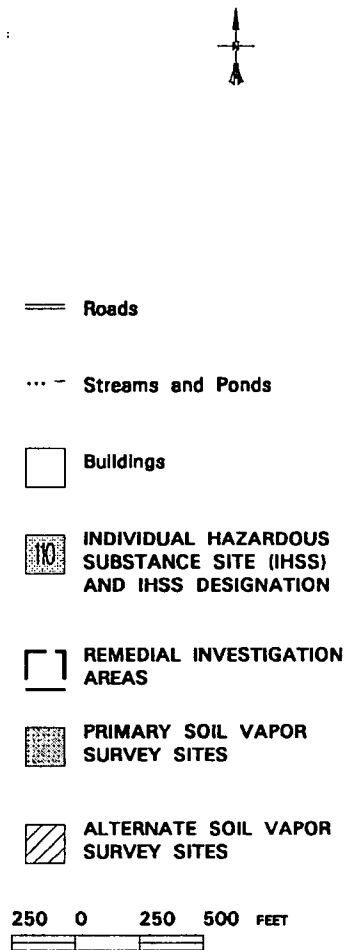 Roads
Streams and Ponds
Buildings
110
INDIVIDUAL HAZARDOUS
SUBSTANCE SITE (IHSS)
AND IHSS DESIGNATION
REMEDIAL INVESTIGATION
AREAS
PRIMARY SOIL VAPOR
SURVEY SITES
ALTERNATE SOIL VAPOR
SURVEY SITES
250 0 250 500 FEET